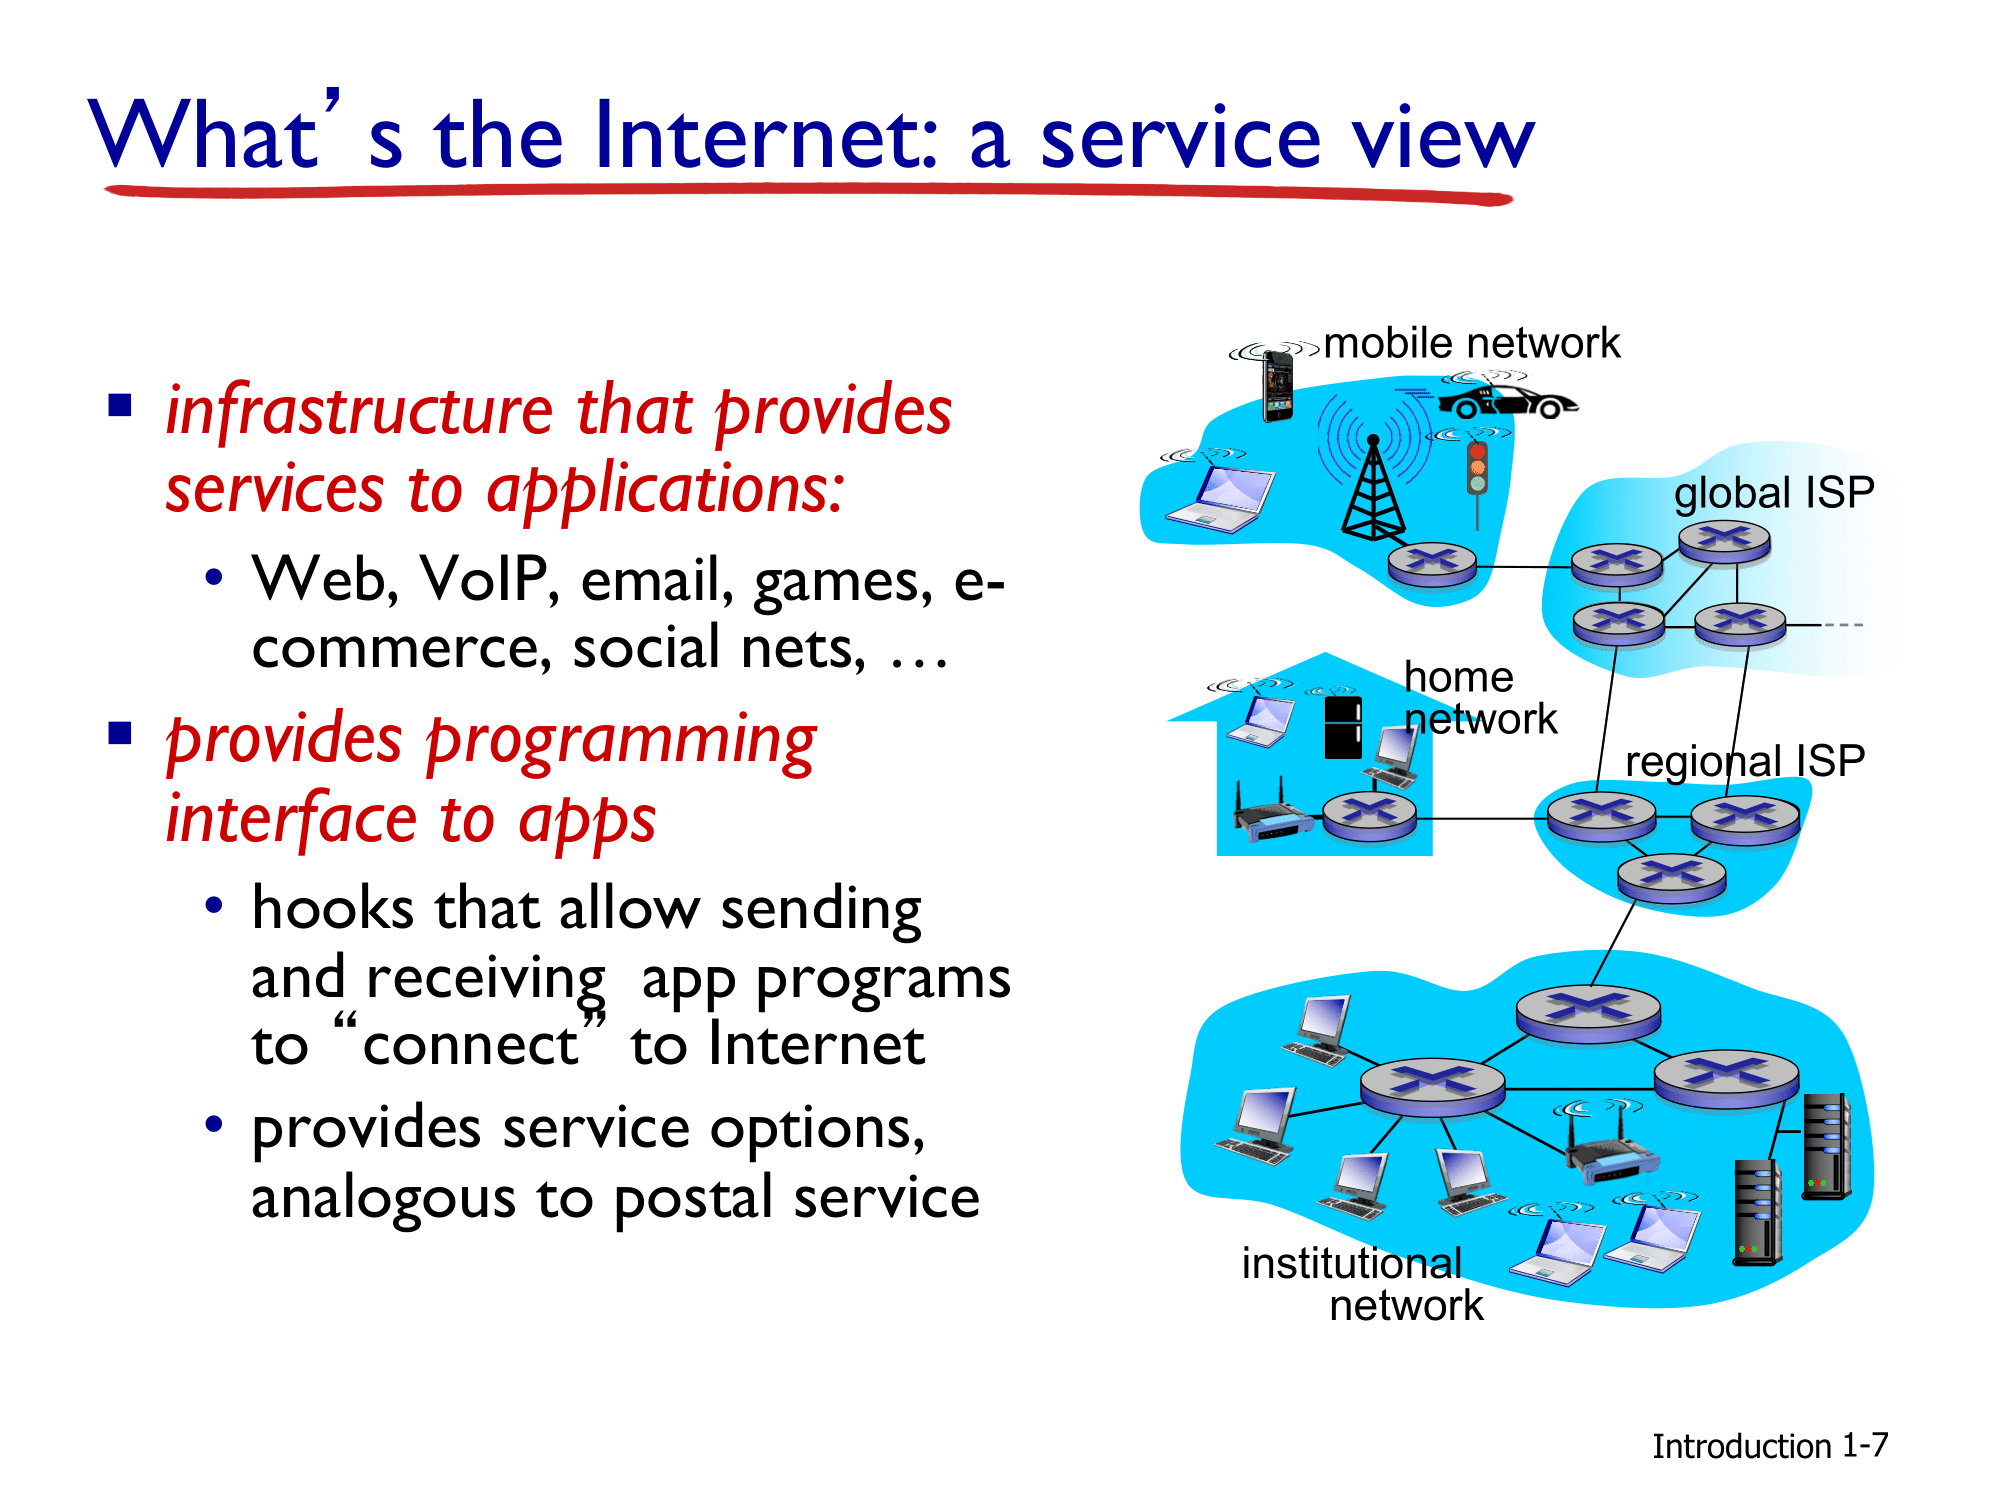 What’s the Internet: a service view
▪ infrastructure that provides
services to applications:
• Web, VoIP, email, games, e-
commerce, social nets, …
▪ provides programming
interface to apps
• hooks that allow sending
and receiving app programs
to “connect” to Internet
• provides service options,
analogous to postal service
mobile network
global ISP
home
network
regional ISP
institutional
network
Introduction 1-7